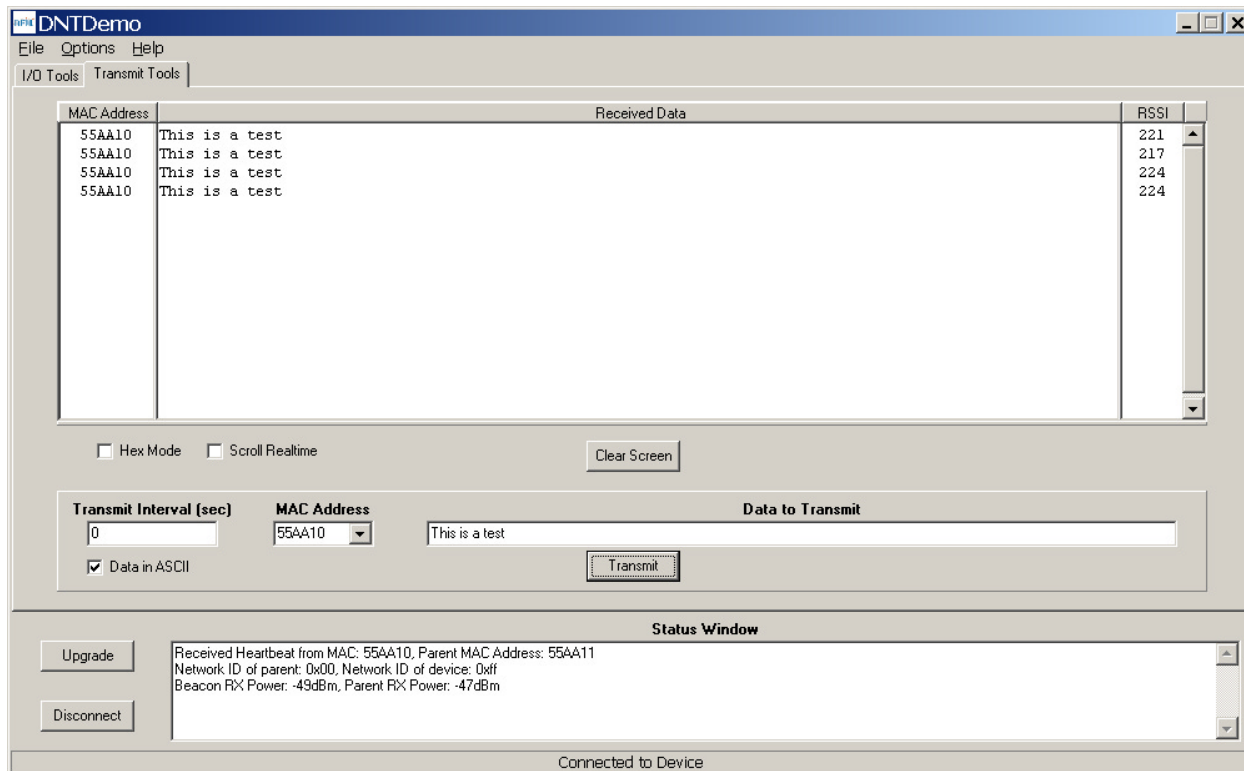 RFM DNTDemo
File Options Help
I/O Tools Transmit Tools
MAC Address Received Data RSSI
55AA10 This is a test 221
55AA10 This is a test 217
55AA10 This is a test 224
55AA10 This is a test 224
Hex Mode Scroll Realtime Clear Screen
Transmit Interval (sec) MAC Address Data to Transmit
0 55AA10 This is a test
Data in ASCII Transmit
Status Window
Upgrade
Received Heartbeat from MAC: 55AA10, Parent MAC Address: 55AA11
Network ID of parent: 0x00, Network ID of device: 0xff
Beacon RX Power: -49dBm, Parent RX Power: -47dBm
Disconnect
Connected to Device